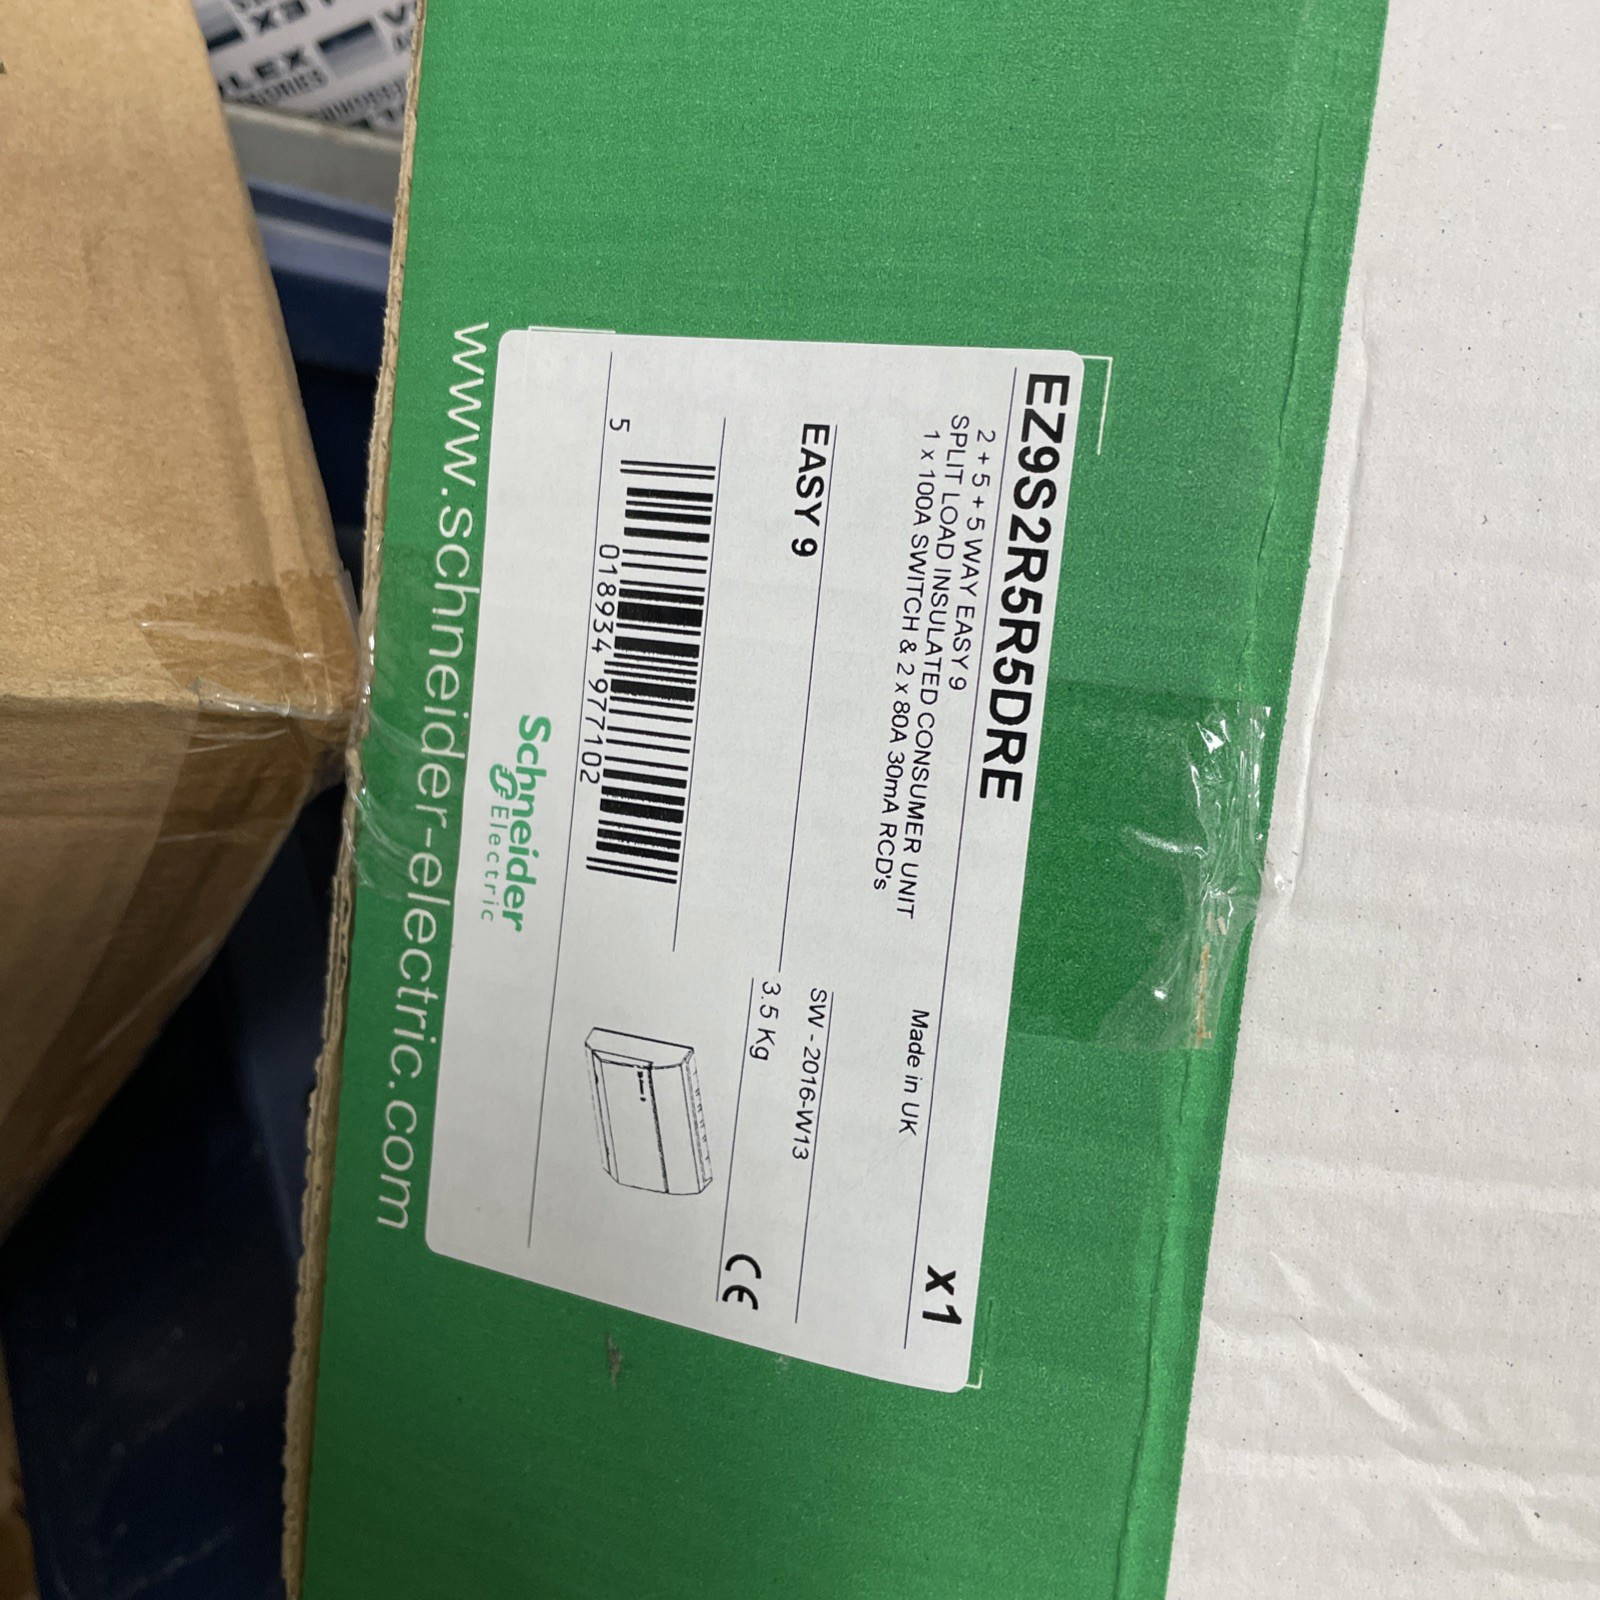 EZ9S2R5R5DRE
2 + 5 + 5 WAY EASY 9
SPLIT LOAD INSULATED CONSUMER UNIT
1 x 100A SWITCH & 2 x 80A 30mA RCD's
Made in UK
x1
EASY 9
SW - 2016-W13
3.5 Kg
CE
5 018934 977102
Schneider
Electric
www.schneider-electric.com